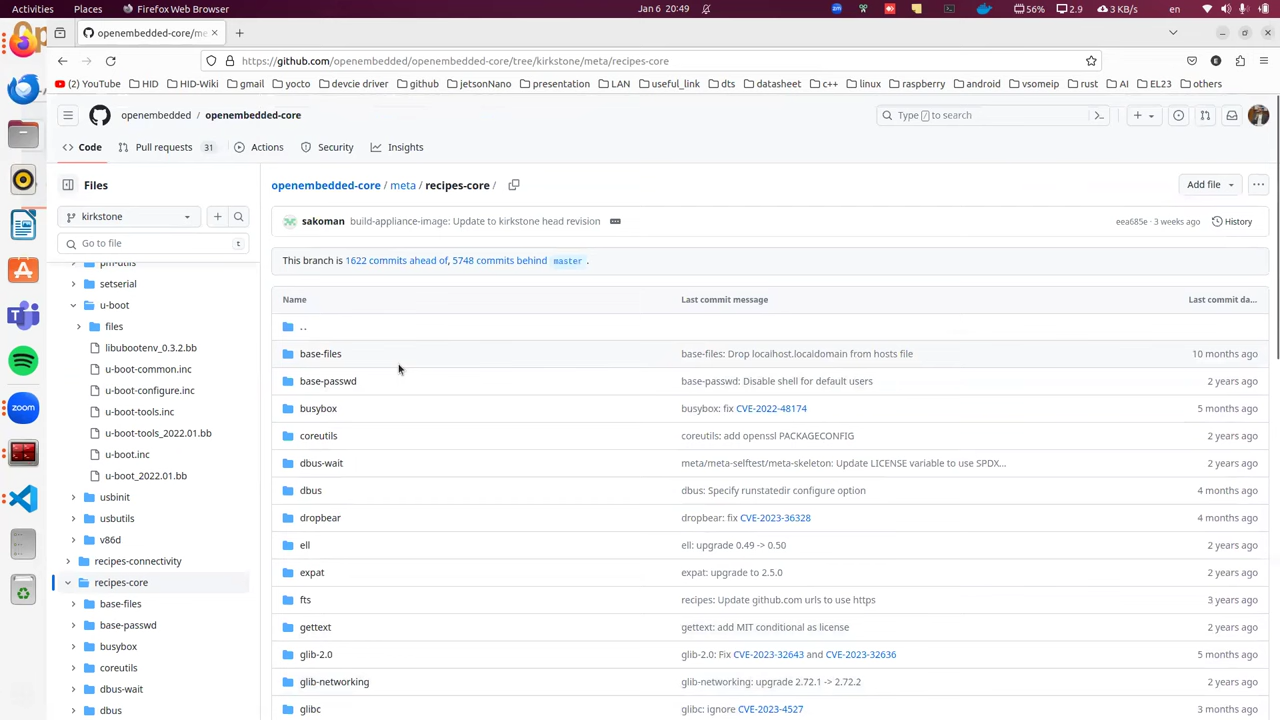 Activities Places Firefox Web Browser Jan 6 20:49 56% 2.9 3 KB/s en
openembedded-core/me
https://github.com/openembedded/openembedded-core/tree/kirkstone/meta/recipes-core
(2) YouTube HID HID-Wiki gmail yocto devcie driver github jetsonNano presentation LAN useful_link dts datasheet c++ linux raspberry android vsomeip rust AI EL23 others
openembedded / openembedded-core Type / to search
Code Pull requests 31 Actions Security Insights
Files
kirkstone
Go to file t
pm-utils
setserial
u-boot
files
libubootenv_0.3.2.bb
u-boot-common.inc
u-boot-configure.inc
u-boot-tools.inc
u-boot-tools_2022.01.bb
u-boot.inc
u-boot_2022.01.bb
usbinit
usbutils
v86d
recipes-connectivity
recipes-core
base-files
base-passwd
busybox
coreutils
dbus-wait
dbus
openembedded-core / meta / recipes-core / Add file
sakoman build-appliance-image: Update to kirkstone head revision eea685e · 3 weeks ago History
This branch is 1622 commits ahead of, 5748 commits behind master .
Name Last commit message Last commit da...
..
base-files base-files: Drop localhost.localdomain from hosts file 10 months ago
base-passwd base-passwd: Disable shell for default users 2 years ago
busybox busybox: fix CVE-2022-48174 5 months ago
coreutils coreutils: add openssl PACKAGECONFIG 2 years ago
dbus-wait meta/meta-selftest/meta-skeleton: Update LICENSE variable to use SPDX... 2 years ago
dbus dbus: Specify runstatedir configure option 4 months ago
dropbear dropbear: fix CVE-2023-36328 4 months ago
ell ell: upgrade 0.49 -> 0.50 2 years ago
expat expat: upgrade to 2.5.0 2 years ago
fts recipes: Update github.com urls to use https 3 years ago
gettext gettext: add MIT conditional as license 2 years ago
glib-2.0 glib-2.0: Fix CVE-2023-32643 and CVE-2023-32636 5 months ago
glib-networking glib-networking: upgrade 2.72.1 -> 2.72.2 2 years ago
glibc glibc: ignore CVE-2023-4527 3 months ago
zoom